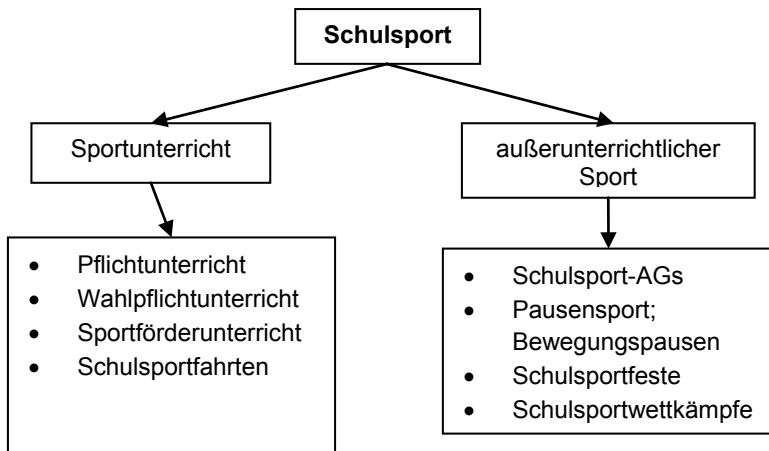 Schulsport
Sportunterricht
außerunterrichtlicher
Sport
• Pflichtunterricht
• Wahlpflichtunterricht
• Sportförderunterricht
• Schulsportfahrten
• Schulsport-AGs
• Pausensport;
Bewegungspausen
• Schulsportfeste
• Schulsportwettkämpfe